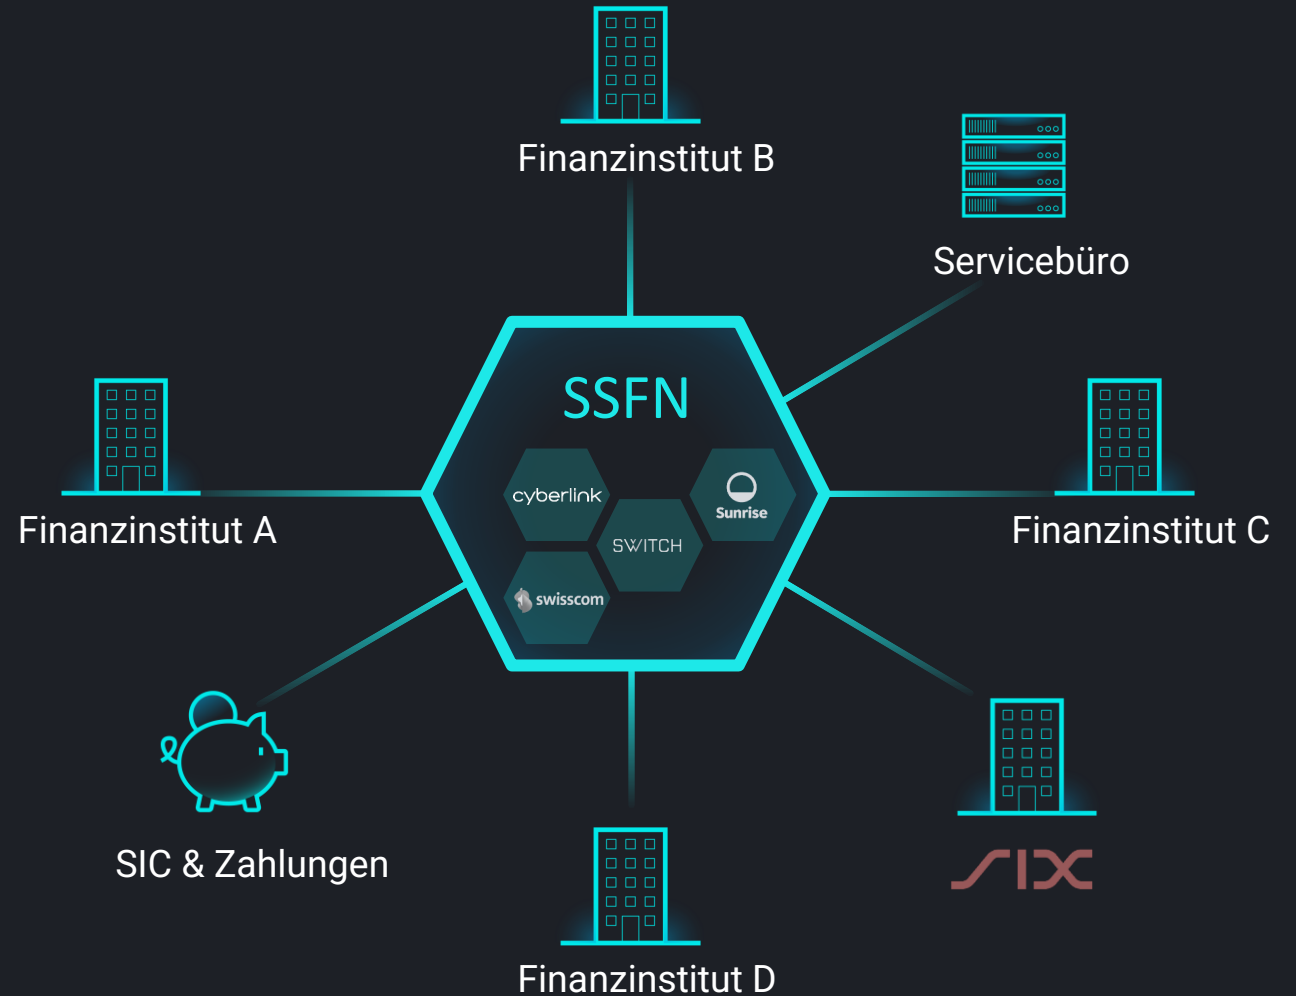 Finanzinstitut B
Servicebüro
SSFN
cyberlink
Sunrise
SWITCH
swisscom
Finanzinstitut A
Finanzinstitut C
SIC & Zahlungen
SIX
Finanzinstitut D